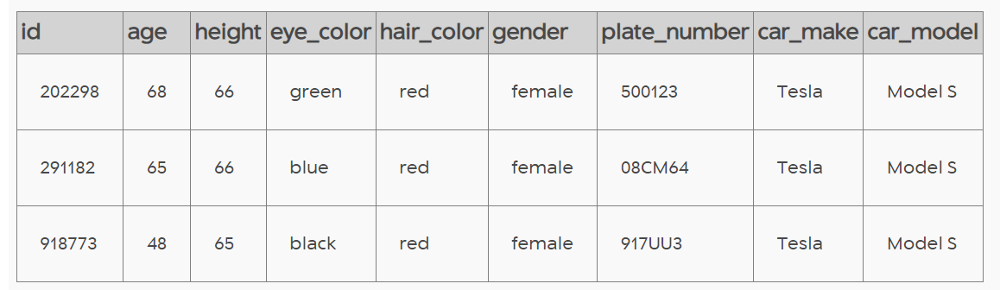 id age height eye_color hair_color gender plate_number car_make car_model
202298 68 66 green red female 500123 Tesla Model S
291182 65 66 blue red female 08CM64 Tesla Model S
918773 48 65 black red female 917UU3 Tesla Model S